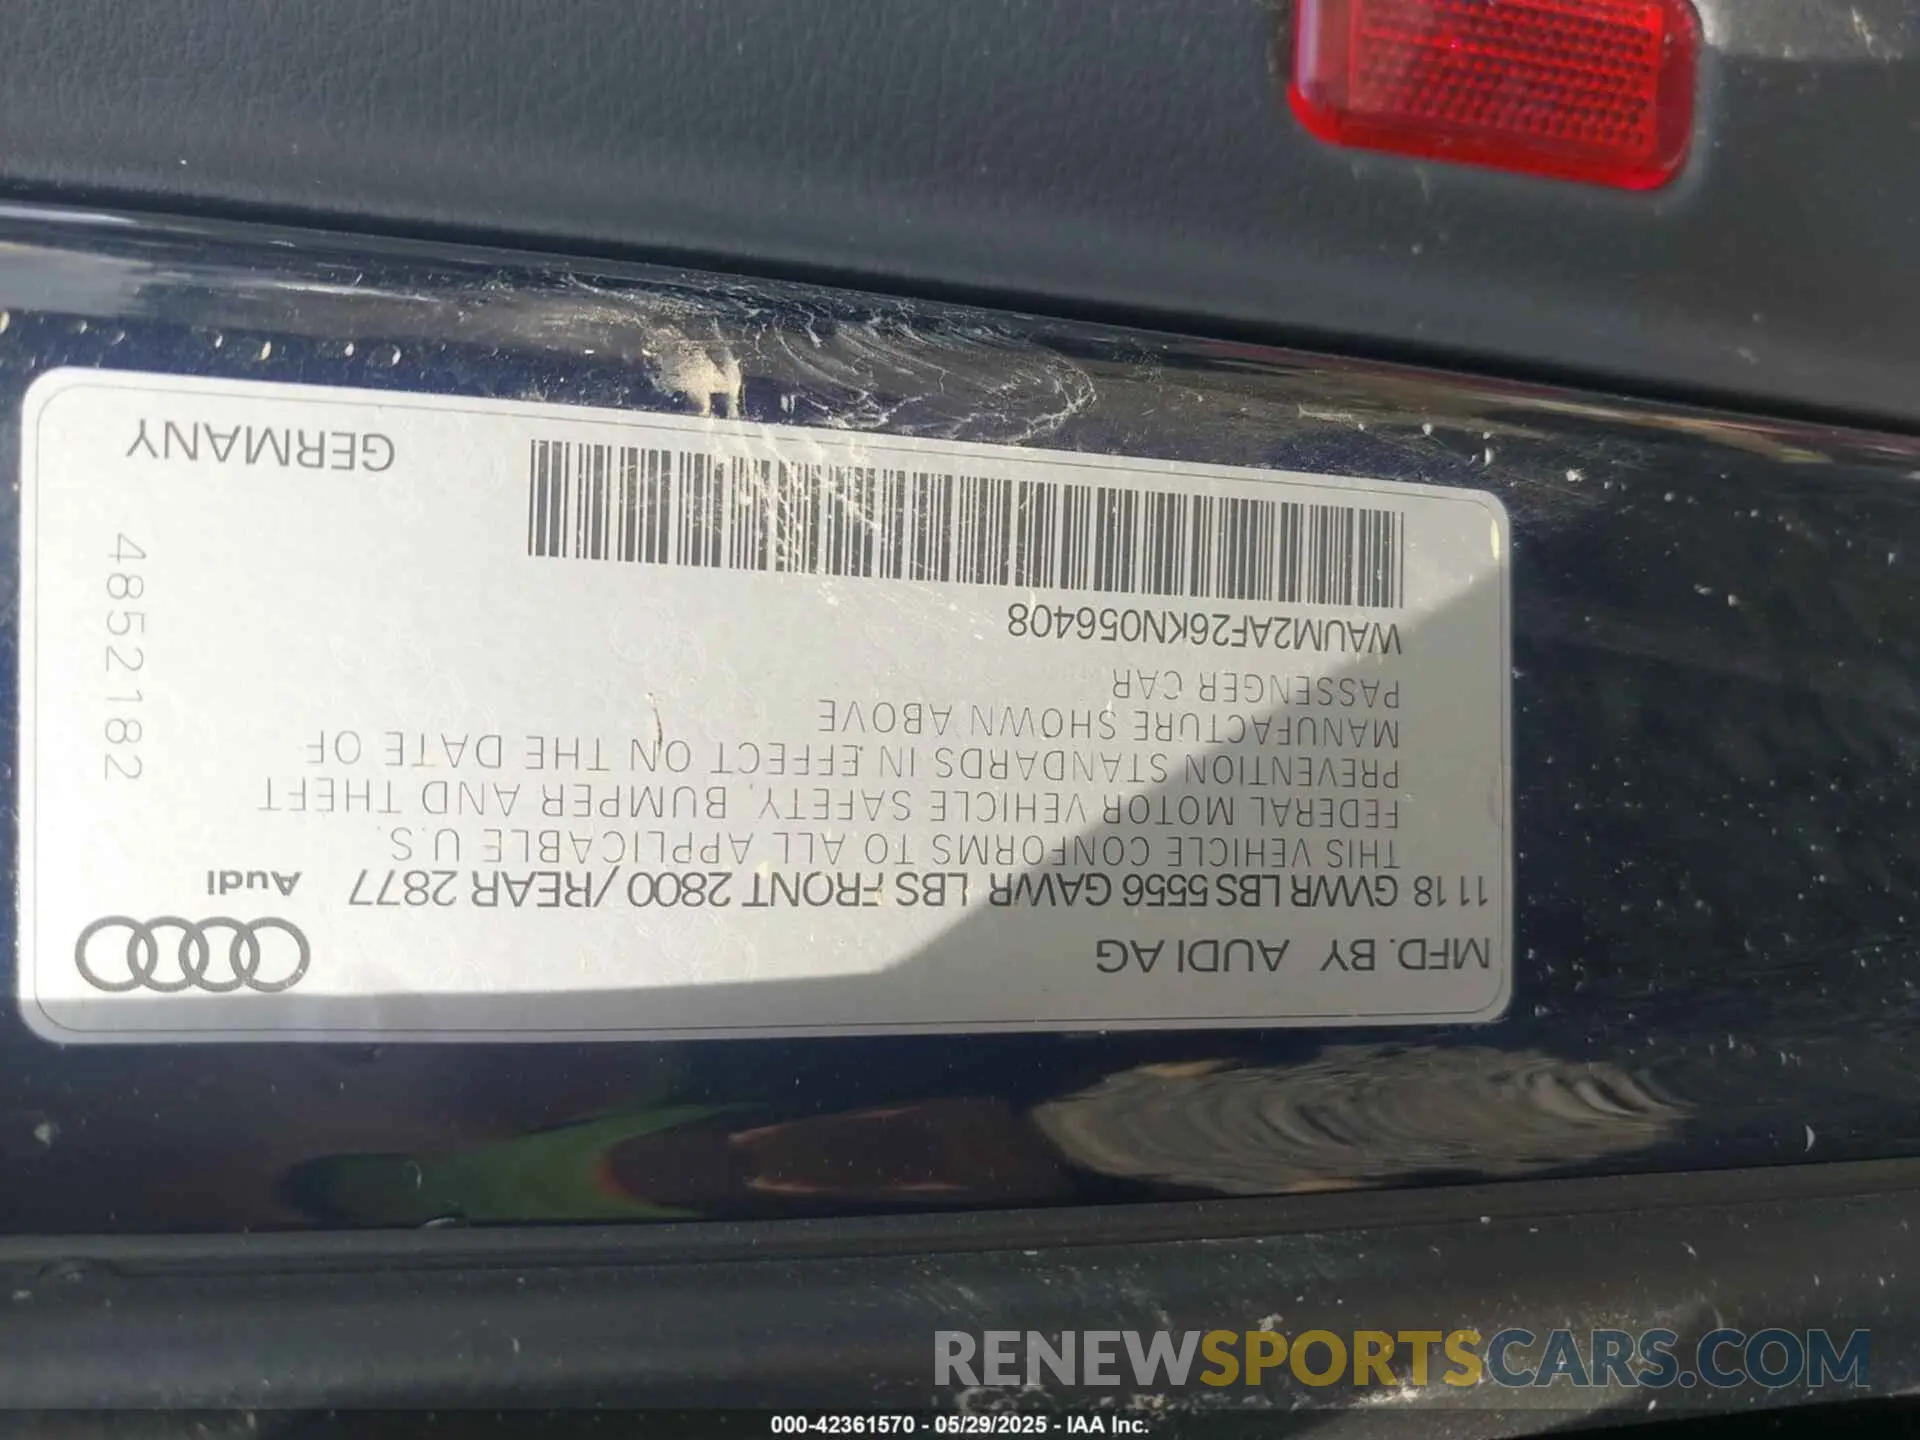 MFD. BY AUDI AG
11 18 GVWR LBS 5556 GAWR LBS FRONT 2800 / REAR 2877
Audi
THIS VEHICLE CONFORMS TO ALL APPLICABLE U.S.
FEDERAL MOTOR VEHICLE SAFETY, BUMPER AND THEFT
PREVENTION STANDARDS IN EFFECT ON THE DATE OF
MANUFACTURE SHOWN ABOVE
PASSENGER CAR
WAUM2AF26KN056408
GERMANY
4852182
RENEWSPORTSCARS.COM
000-42361570 - 05/29/2025 - IAA Inc.